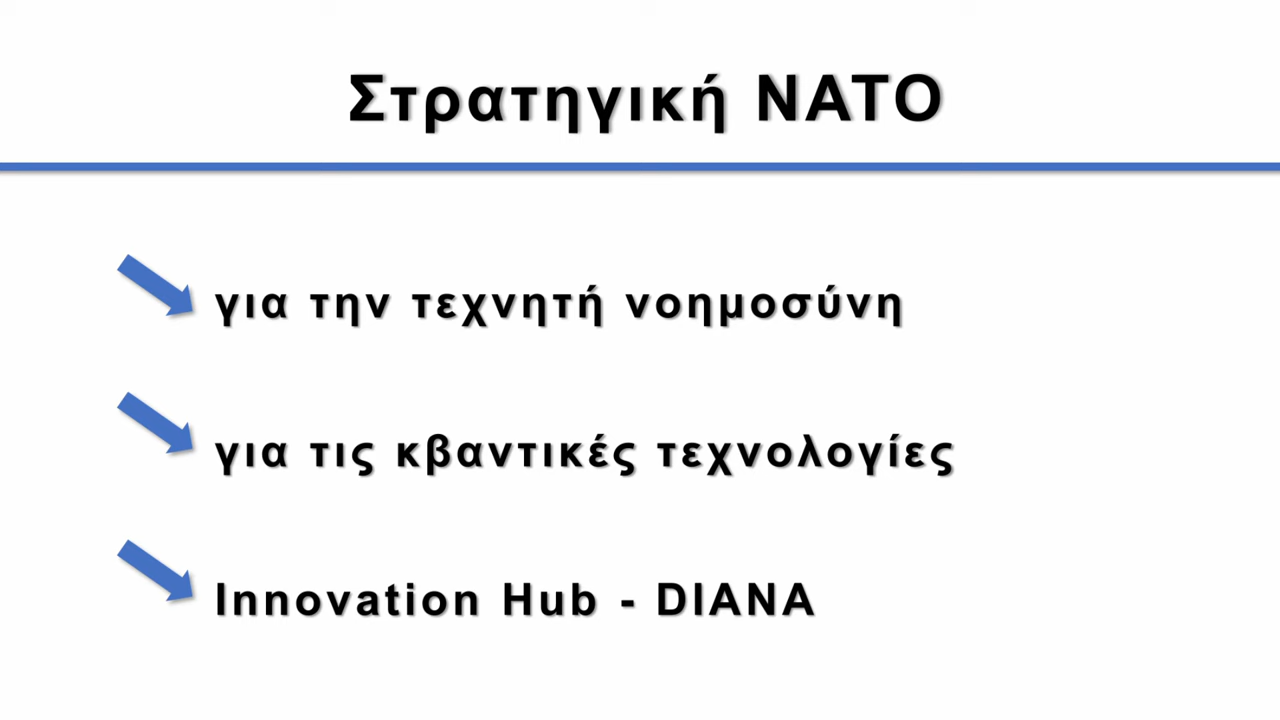 Στρατηγική ΝΑΤΟ
για την τεχνητή νοημοσύνη
για τις κβαντικές τεχνολογίες
Innovation Hub - DIANA